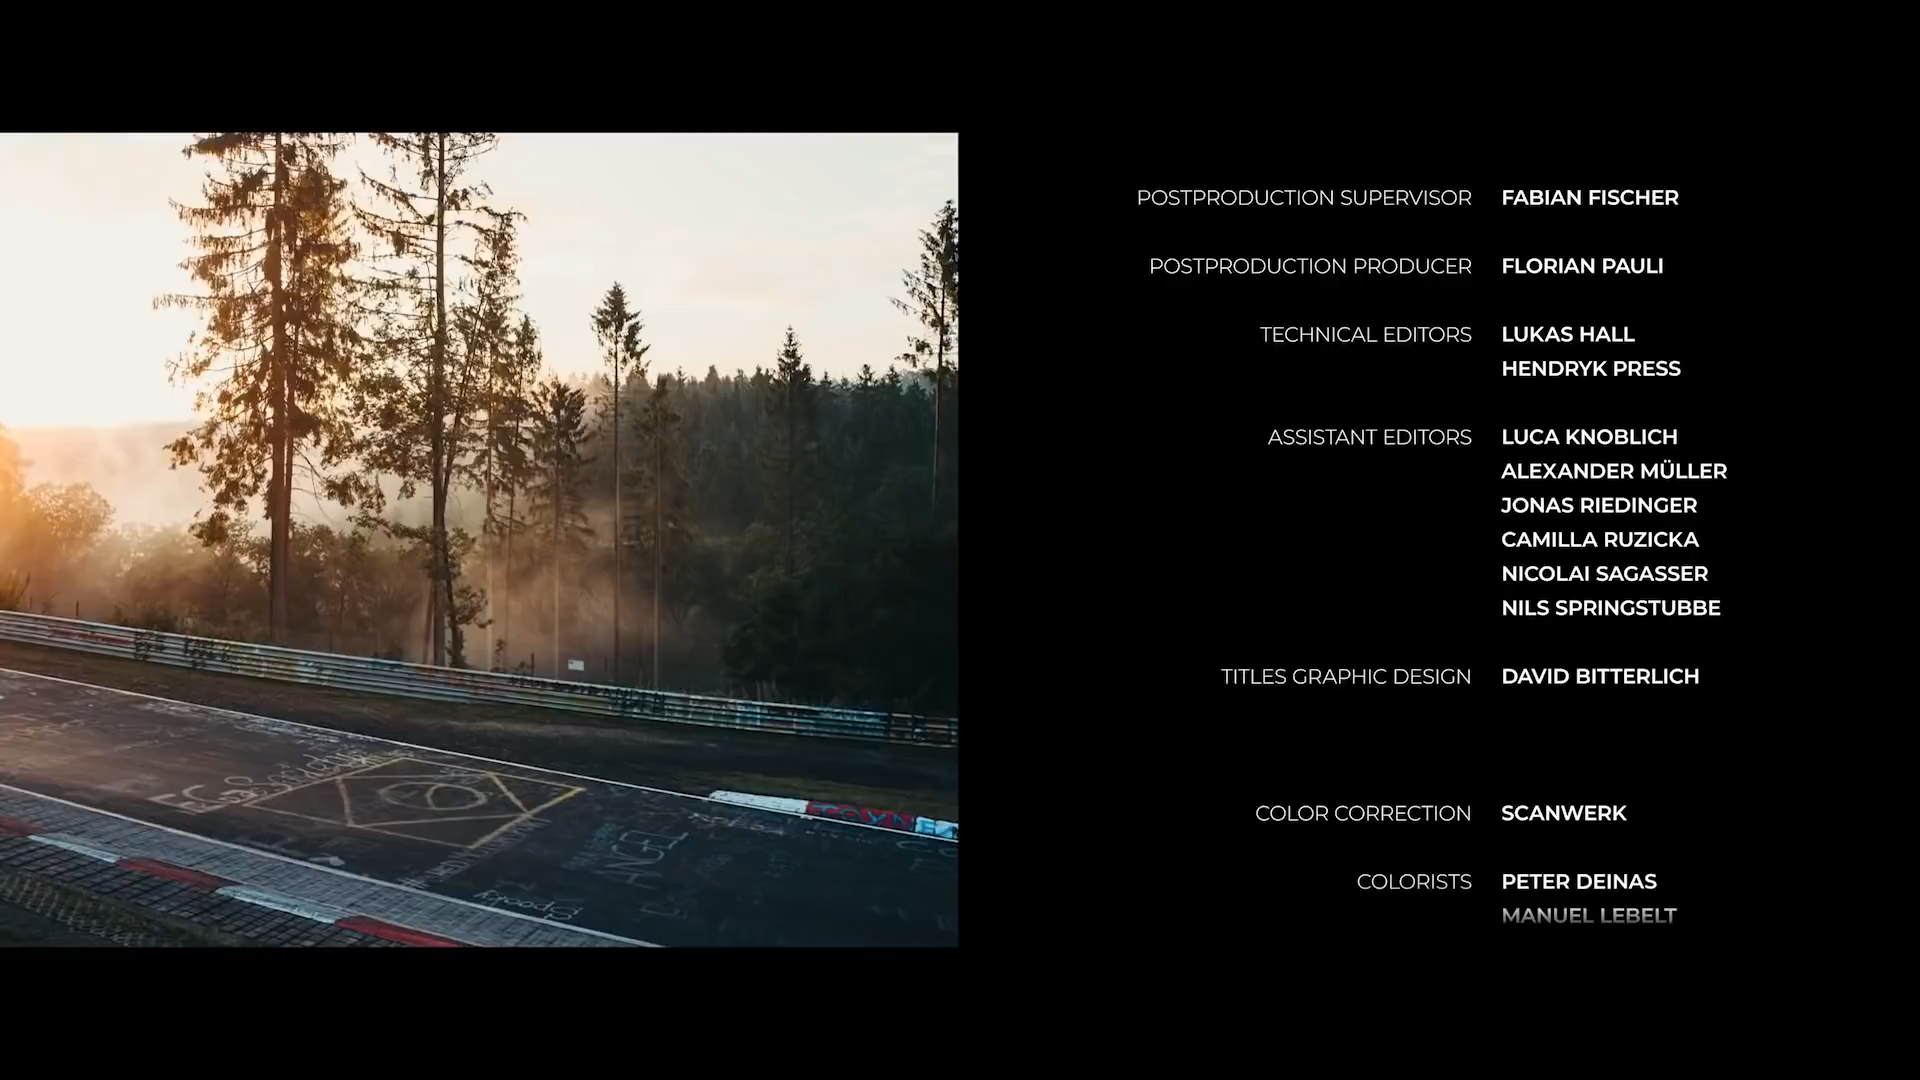 POSTPRODUCTION SUPERVISOR FABIAN FISCHER
POSTPRODUCTION PRODUCER FLORIAN PAULI
TECHNICAL EDITORS LUKAS HALL
HENDRYK PRESS
ASSISTANT EDITORS LUCA KNOBLICH
ALEXANDER MÜLLER
JONAS RIEDINGER
CAMILLA RUZICKA
NICOLAI SAGASSER
NILS SPRINGSTUBBE
TITLES GRAPHIC DESIGN DAVID BITTERLICH
COLOR CORRECTION SCANWERK
COLORISTS PETER DEINAS
MANUEL LEBELT